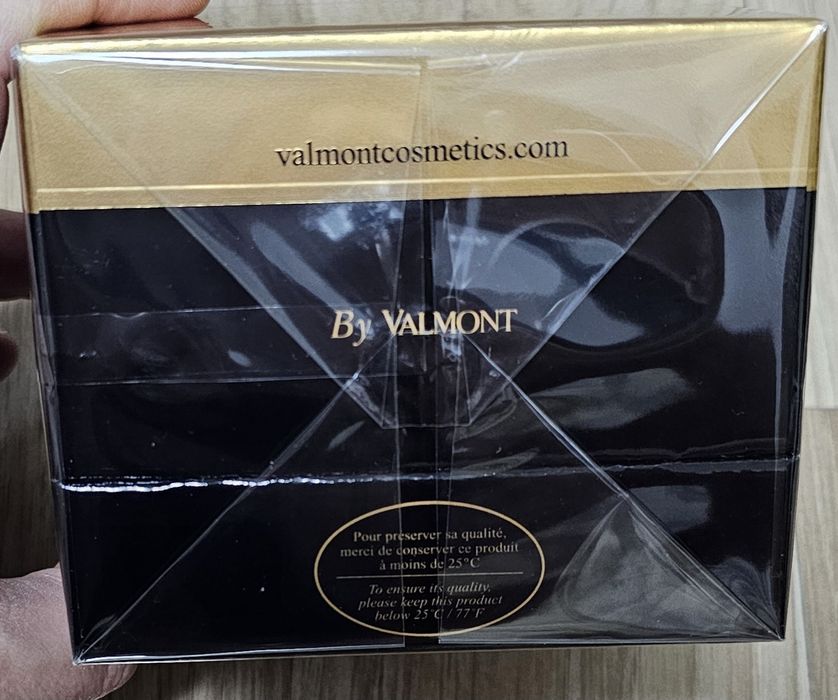 valmontcosmetics.com
By VALMONT
Pour préserver sa qualité,
merci de conserver ce produit
à moins de 25°C
To ensure its quality,
please keep this product
below 25°C / 77°F